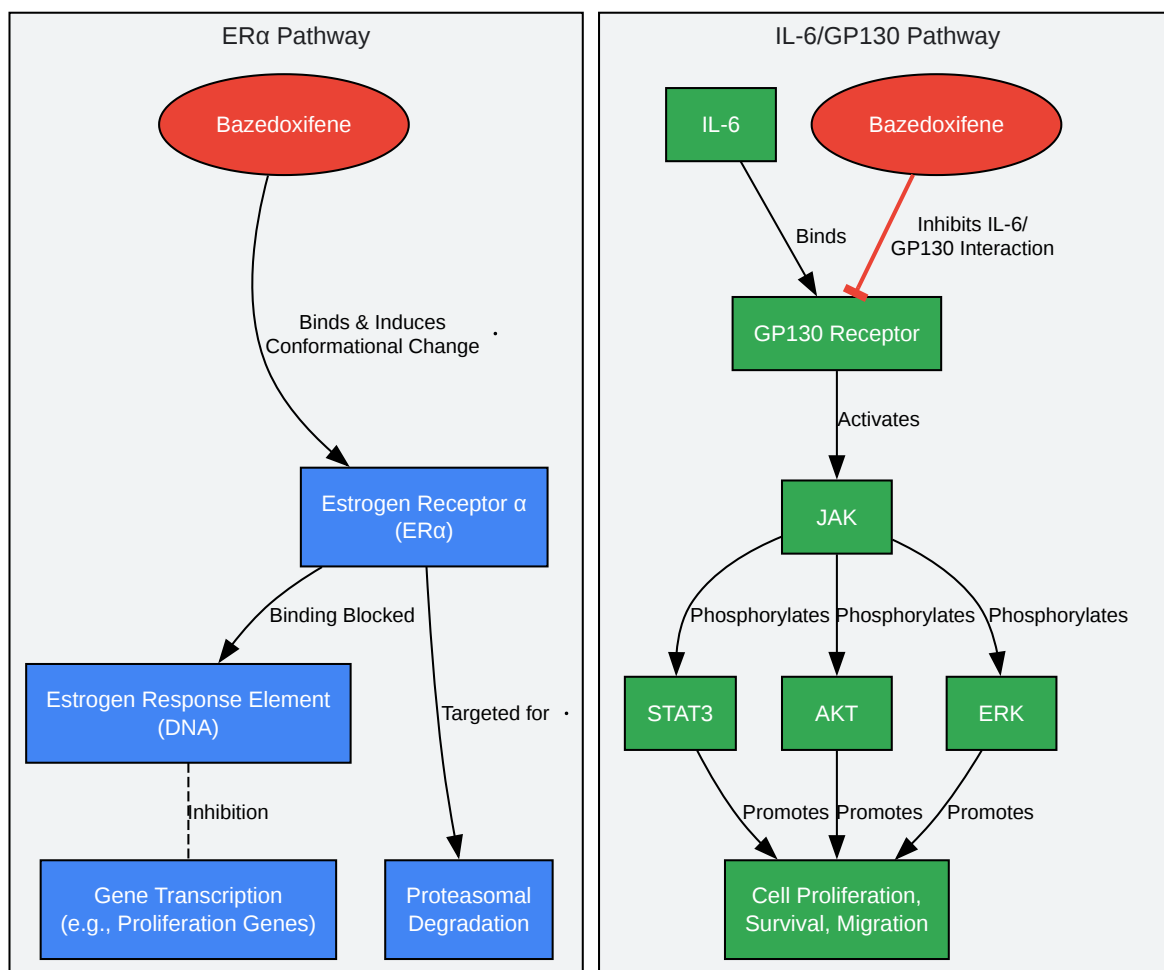 ERα Pathway
Bazedoxifene
Binds & Induces
Conformational Change
Estrogen Receptor α
(ERα)
Binding Blocked
Estrogen Response Element
(DNA)
Targeted for
Inhibition
Gene Transcription
(e.g., Proliferation Genes)
Proteasomal
Degradation
IL-6/GP130 Pathway
IL-6
Bazedoxifene
Binds
Inhibits IL-6/
GP130 Interaction
GP130 Receptor
Activates
JAK
Phosphorylates
Phosphorylates
Phosphorylates
STAT3
AKT
ERK
Promotes
Promotes
Promotes
Cell Proliferation,
Survival, Migration